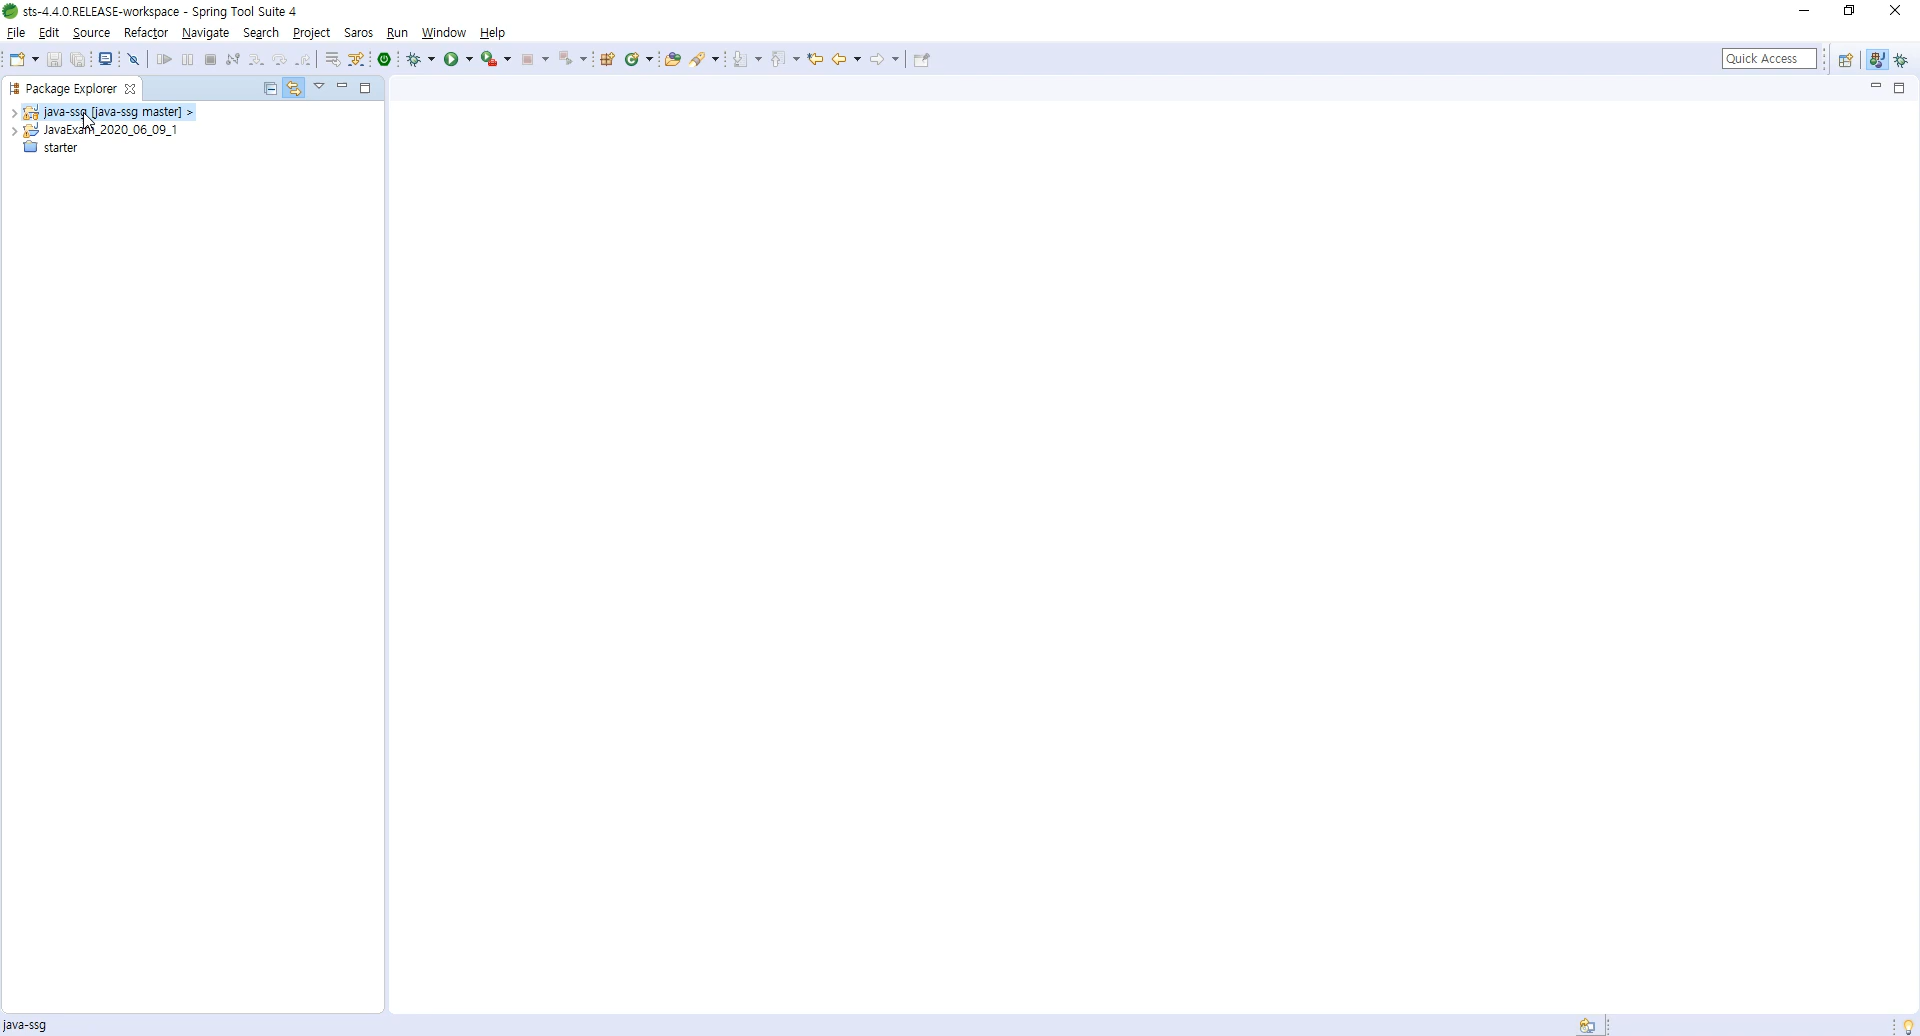 sts-4.4.0.RELEASE-workspace - Spring Tool Suite 4
File Edit Source Refactor Navigate Search Project Saros Run Window Help
Quick Access
Package Explorer
java-ssg [java-ssg master] >
JavaExam_2020_06_09_1
starter
java-ssg